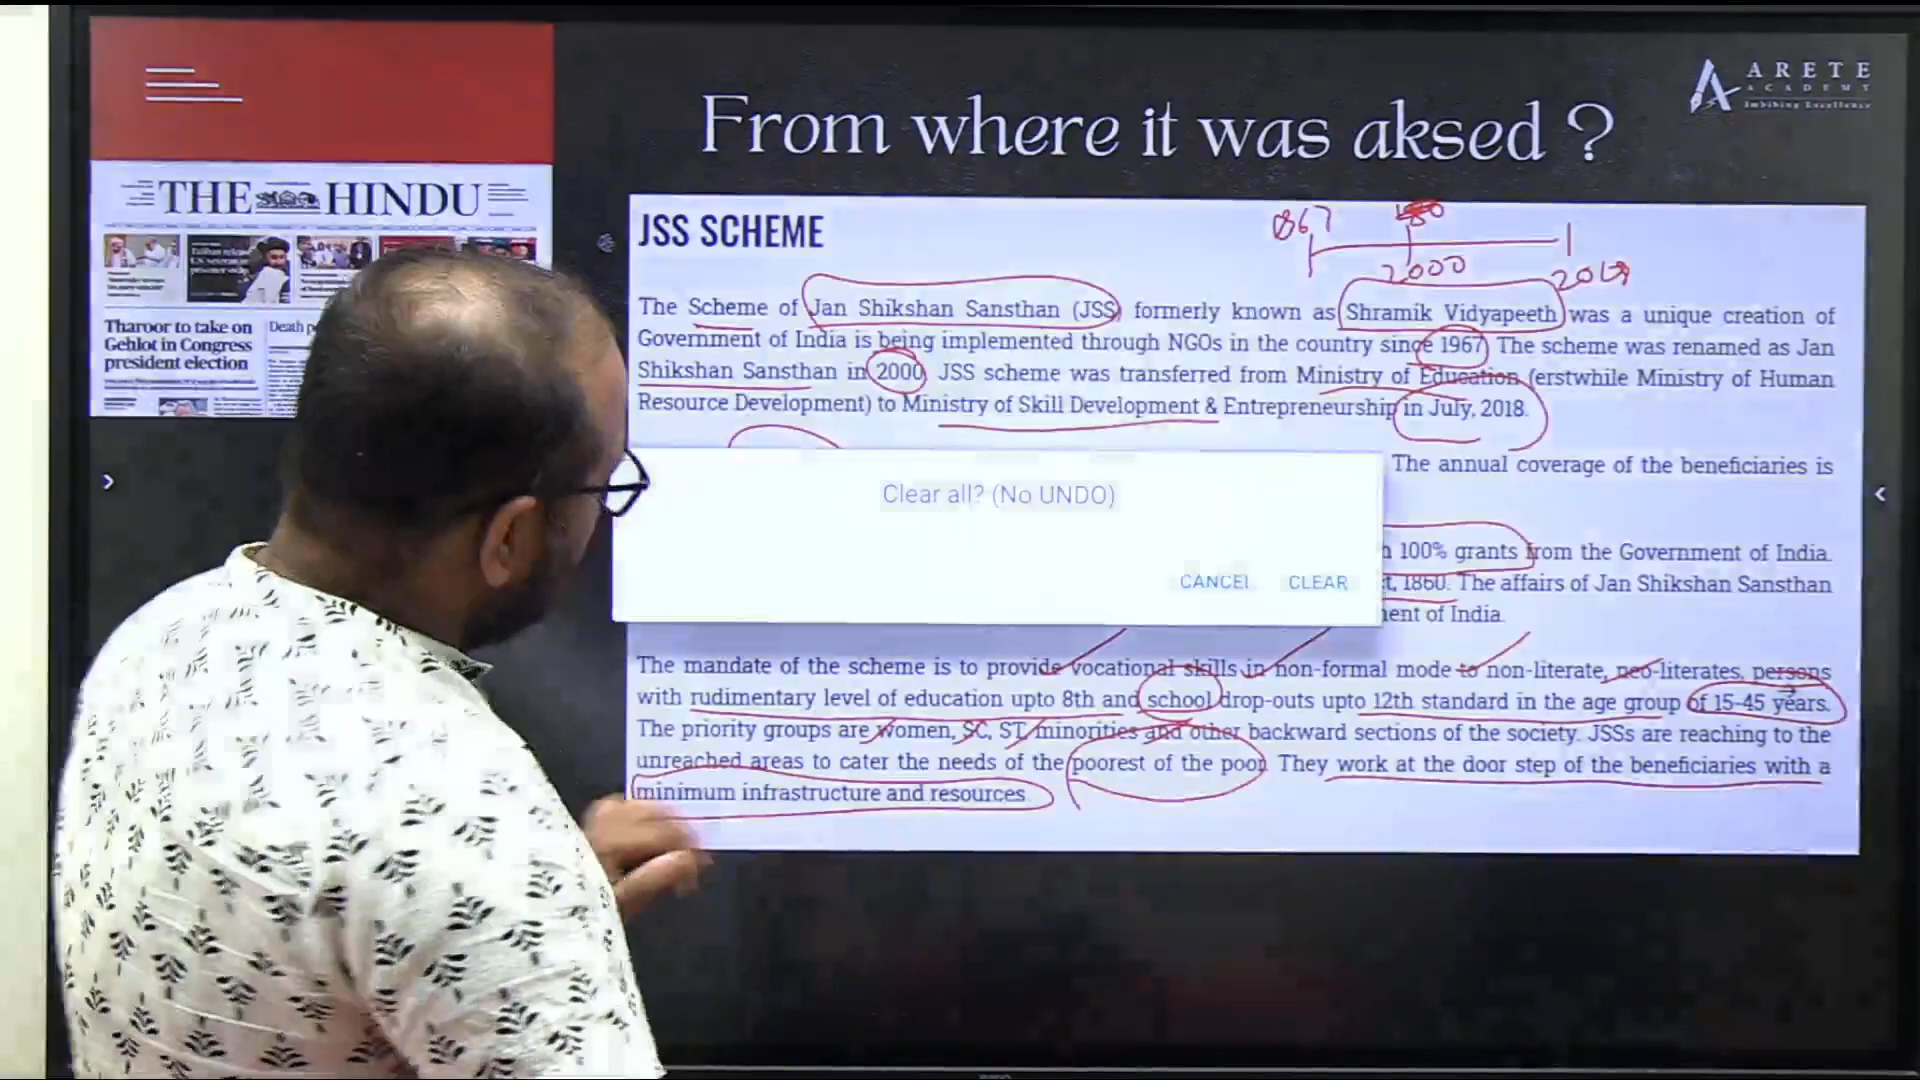 ARETE
ACADEMY
Imbibing Excellence
From where it was aksed ?
THE HINDU
Tharoor to take on
Gehlot in Congress
president election
JSS SCHEME
2000
The Scheme of Jan Shikshan Sansthan (JSS) formerly known as Shramik Vidyapeeth was a unique creation of
Government of India is being implemented through NGOs in the country since 1967. The scheme was renamed as Jan
Shikshan Sansthan in 2000. JSS scheme was transferred from Ministry of Education (erstwhile Ministry of Human
Resource Development) to Ministry of Skill Development & Entrepreneurship in July, 2018.
The annual coverage of the beneficiaries is
Clear all? (No UNDO)
100% grants from the Government of India.
CANCEL CLEAR
1860. The affairs of Jan Shikshan Sansthan
of India.
The mandate of the scheme is to provide vocational skills in non-formal mode to non-literate, neo-literates, persons
with rudimentary level of education upto 8th and school drop-outs upto 12th standard in the age group of 15-45 years.
The priority groups are women, SC, ST, minorities and other backward sections of the society. JSSs are reaching to the
unreached areas to cater the needs of the poorest of the poor. They work at the door step of the beneficiaries with a
minimum infrastructure and resources